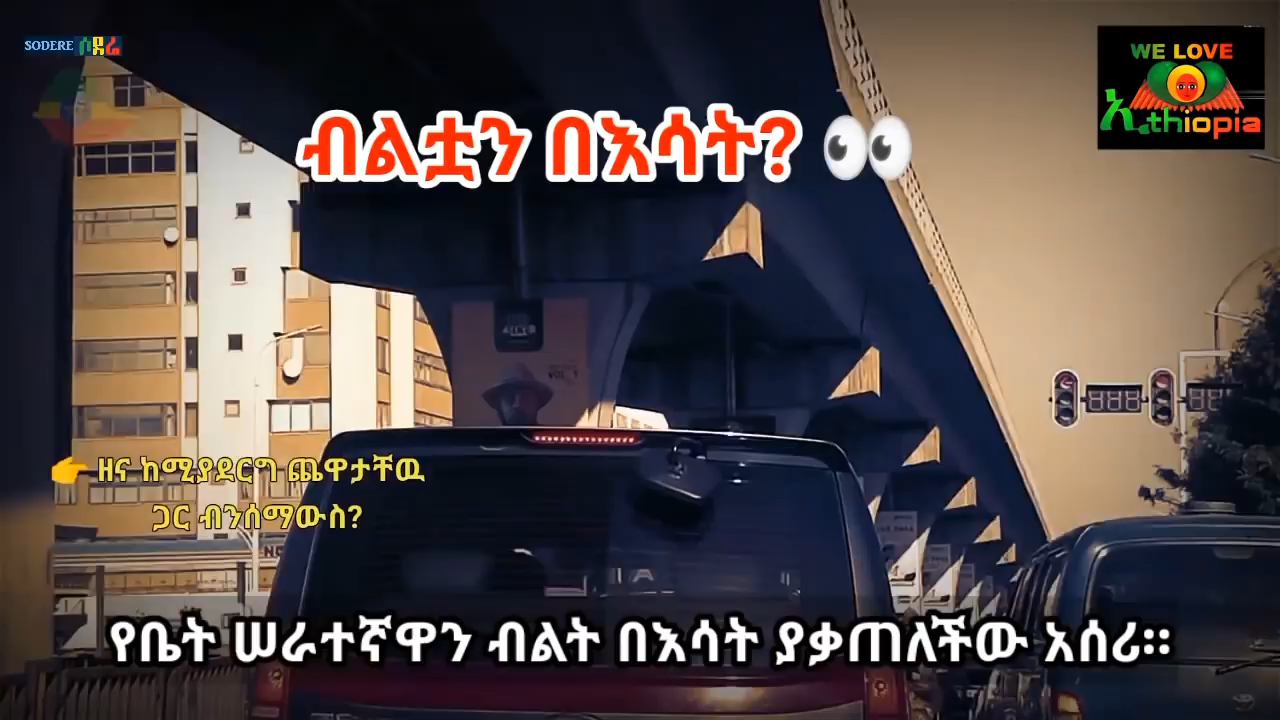 SODERE ሶደሬ
WE LOVE
ኢthiopia
ብልቷን በእሳት? 👀
👉 ዘና ከሚያደርግ ጨዋታቸዉ
ጋር ብንሰማውስ?
የቤት ሠራተኛዋን ብልት በእሳት ያቃጠለችው አሰሪ።